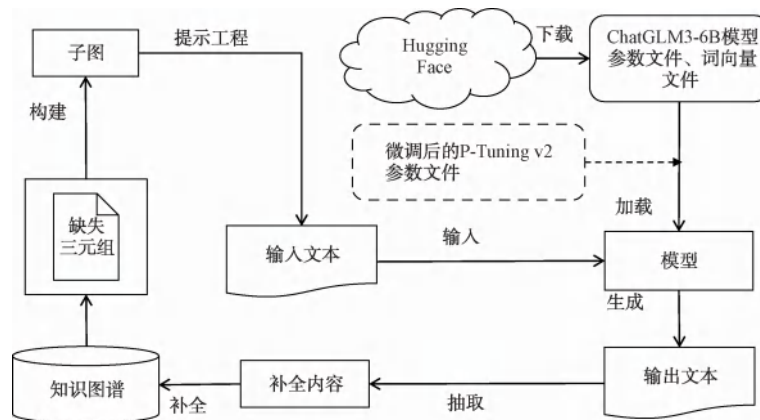 子图
提示工程
Hugging
Face
下载
ChatGLM3-6B模型
参数文件、词向量
文件
构建
微调后的P-Tuning v2
参数文件
加载
缺失
三元组
输入文本
输入
模型
生成
知识图谱
补全
补全内容
抽取
输出文本